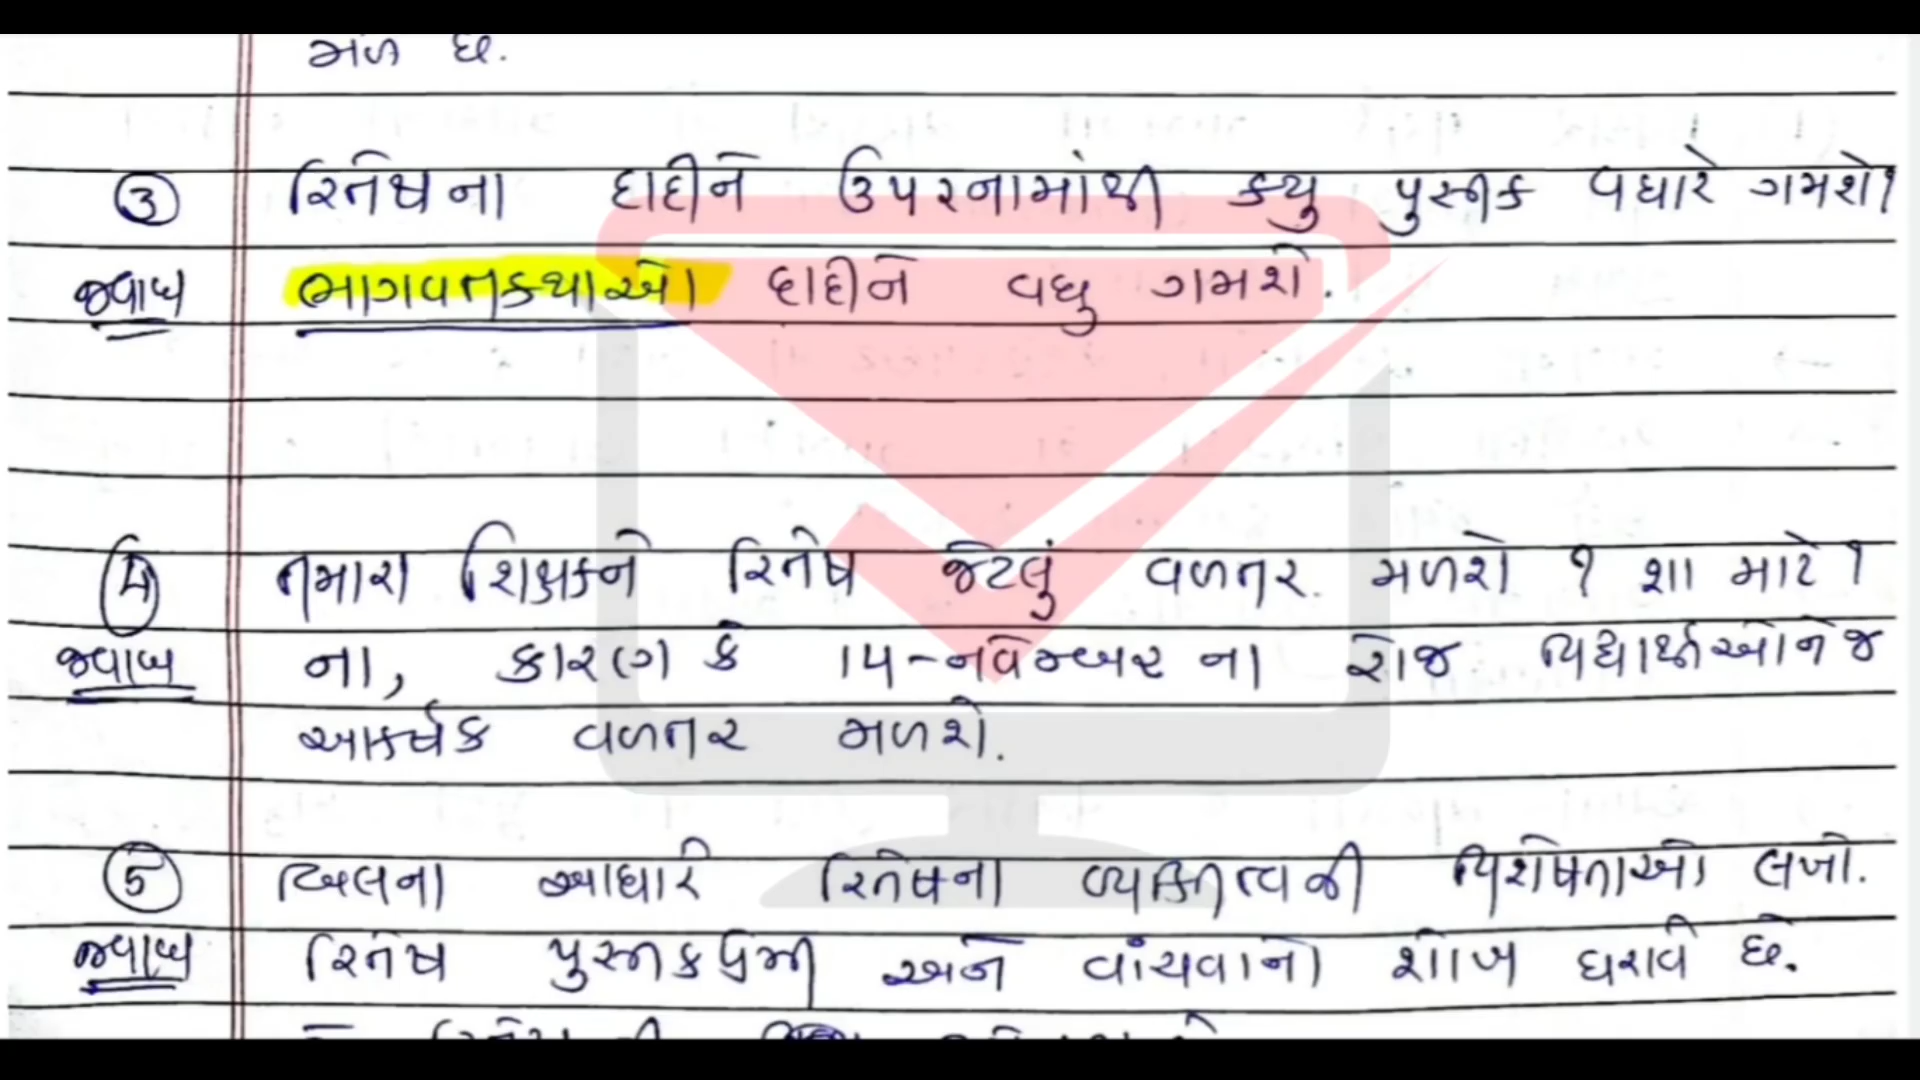 મળે છે.
③ રિતેષના દાદીને ઉપરનામાંથી ક્યુ પુસ્તક વધારે ગમશે?
જવાબ ભાગવતકથાઓ દાદીને વધુ ગમશે.
④ તમારા શિક્ષકને રિતેષ જેટલું વળતર મળશે ? શા માટે ?
જવાબ ના, કારણ કે 14-નવેમ્બર ના રોજ વિદ્યાર્થીઓને જ
આકર્ષક વળતર મળશે.
⑤ બિલના આધારે રિતેષના વ્યક્તિત્વની વિશેષતાઓ લખો.
જવાબ રિતેષ પુસ્તકપ્રેમી અને વાંચવાનો શોખ ધરાવે છે.